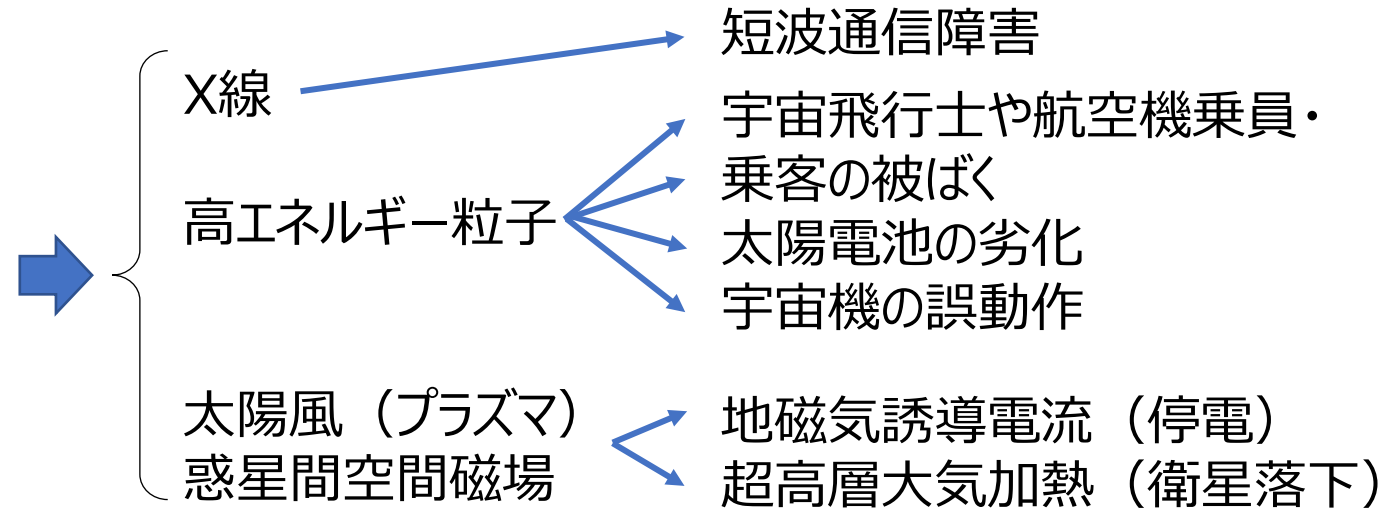 短波通信障害
X線
宇宙飛行士や航空機乗員・
乗客の被ばく
高エネルギー粒子
太陽電池の劣化
宇宙機の誤動作
太陽風（プラズマ）
惑星間空間磁場
地磁気誘導電流（停電）
超高層大気加熱（衛星落下）